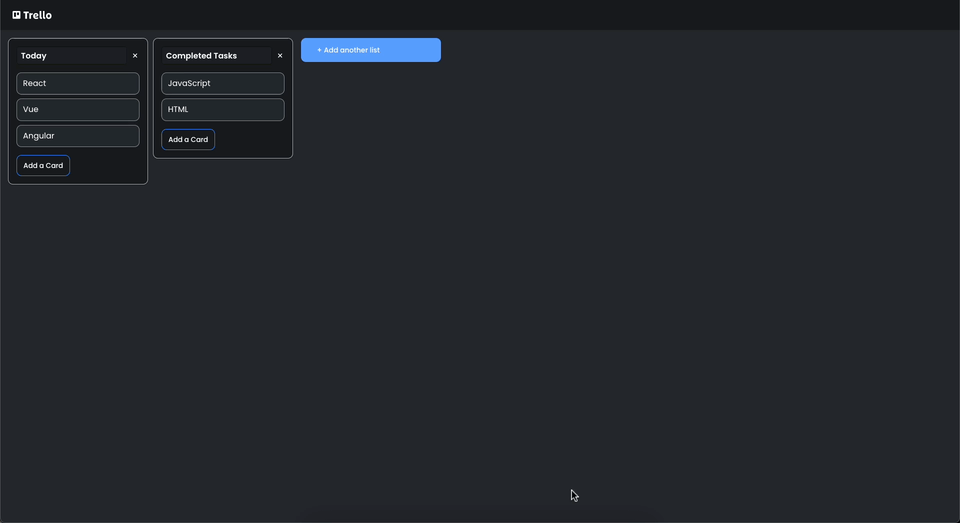 Trello
Today
×
React
Vue
Angular
Add a Card
Completed Tasks
×
JavaScript
HTML
Add a Card
+ Add another list